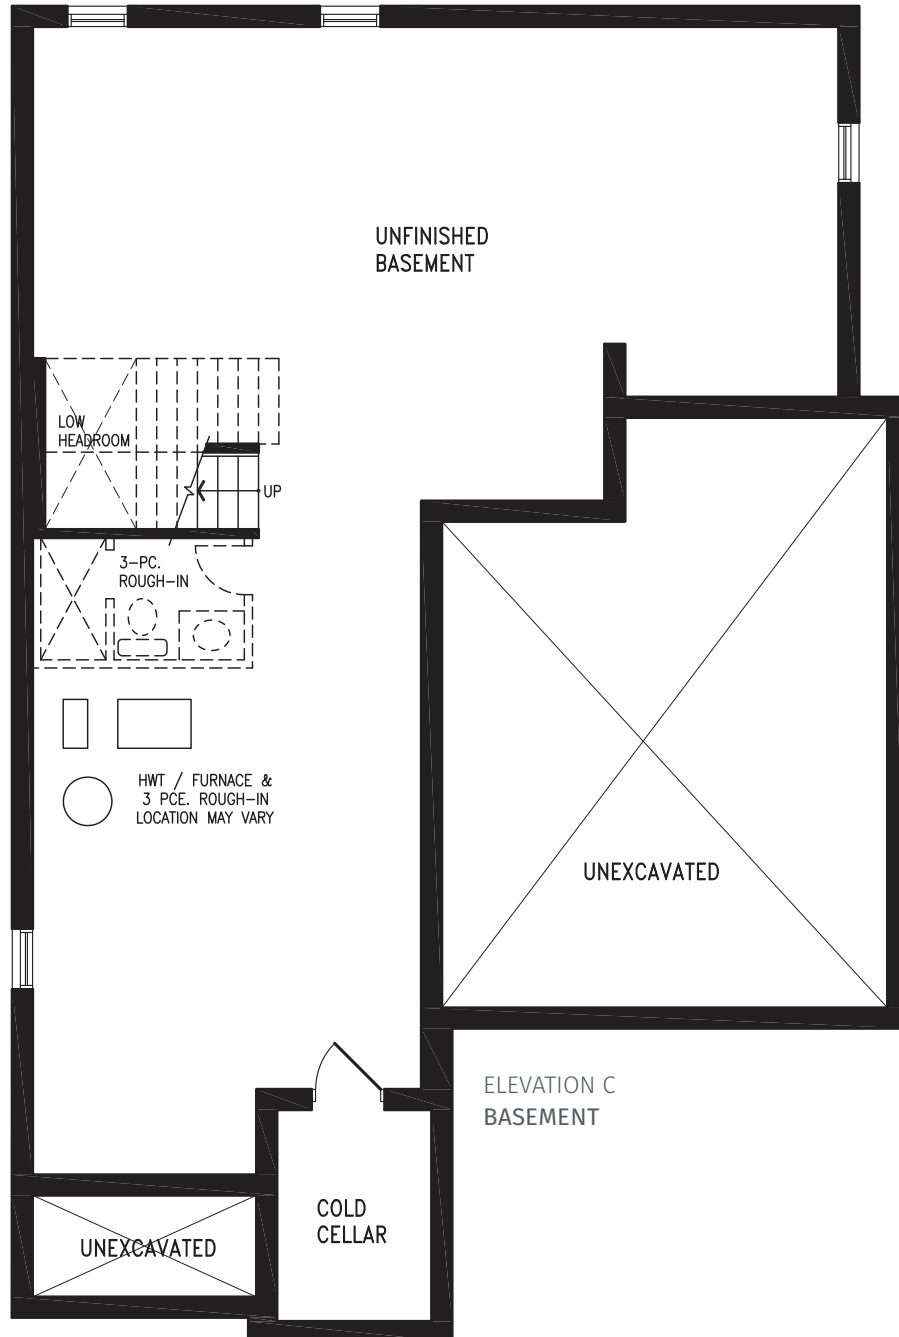 UNFINISHED
BASEMENT
LOW
HEADROOM
UP
3-PC.
ROUGH-IN
HWT / FURNACE &
3 PCE. ROUGH-IN
LOCATION MAY VARY
UNEXCAVATED
ELEVATION C
BASEMENT
COLD
CELLAR
UNEXCAVATED